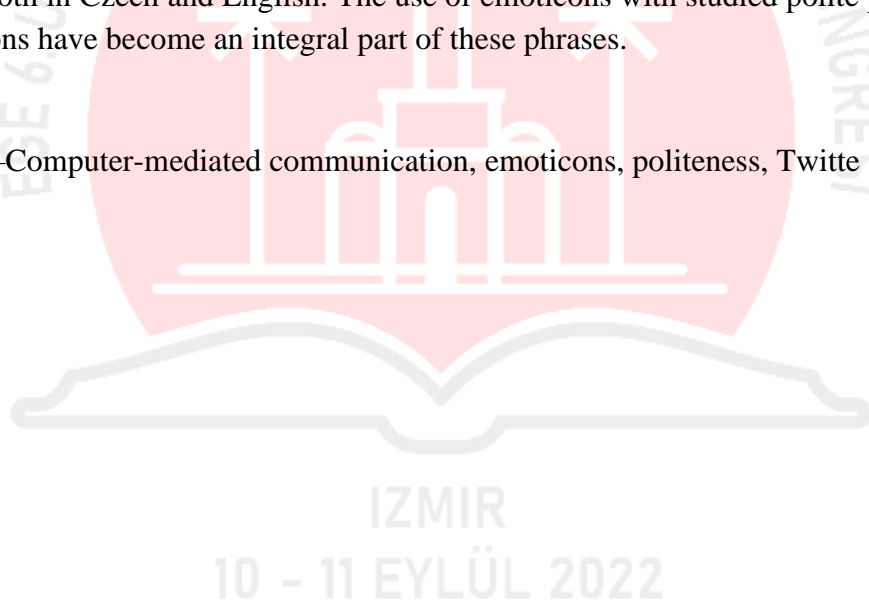 oth in Czech and English. The use of emoticons with studied polite p
ons have become an integral part of these phrases.
–Computer-mediated communication, emoticons, politeness, Twitte
IZMIR
10 - 11 EYLÜL 2022